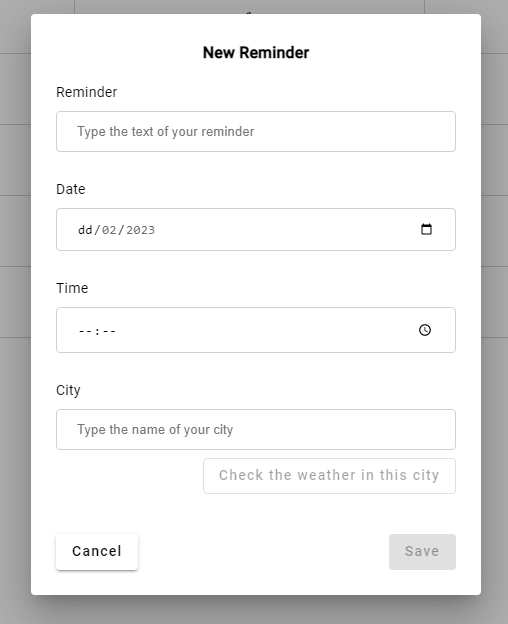 New Reminder
Reminder
Type the text of your reminder
Date
dd/02/2023
Time
--:--
City
Type the name of your city
Check the weather in this city
Cancel
Save